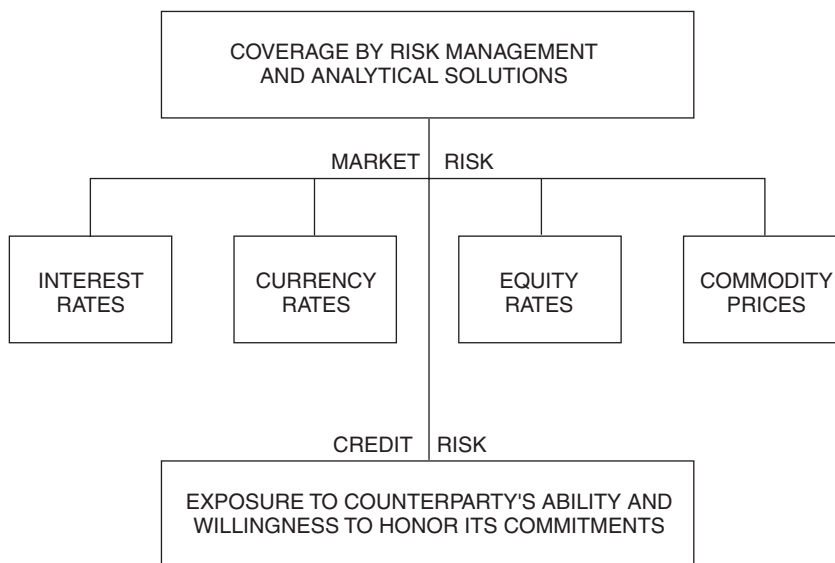 COVERAGE BY RISK MANAGEMENT
AND ANALYTICAL SOLUTIONS
MARKET RISK
INTEREST
RATES
CURRENCY
RATES
EQUITY
RATES
COMMODITY
PRICES
CREDIT RISK
EXPOSURE TO COUNTERPARTY'S ABILITY AND
WILLINGNESS TO HONOR ITS COMMITMENTS